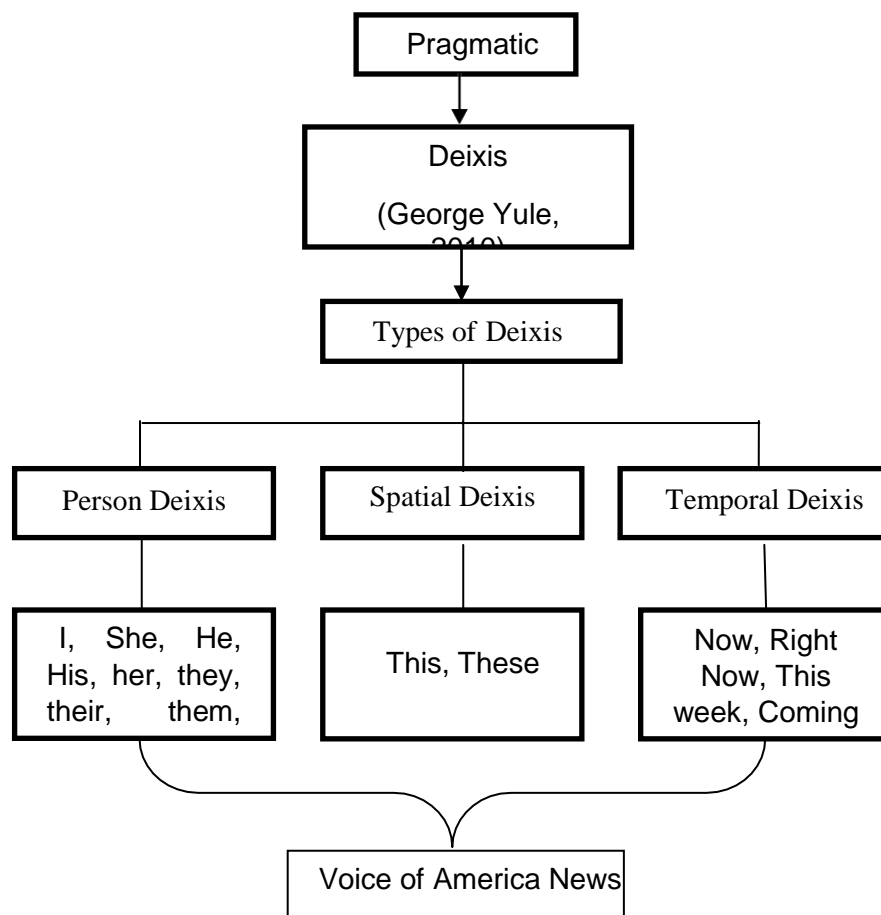 Pragmatic
Deixis
(George Yule,
Types of Deixis
Person Deixis
Spatial Deixis
Temporal Deixis
I, She, He,
His, her, they,
their, them,
This, These
Now, Right
Now, This
week, Coming
Voice of America News